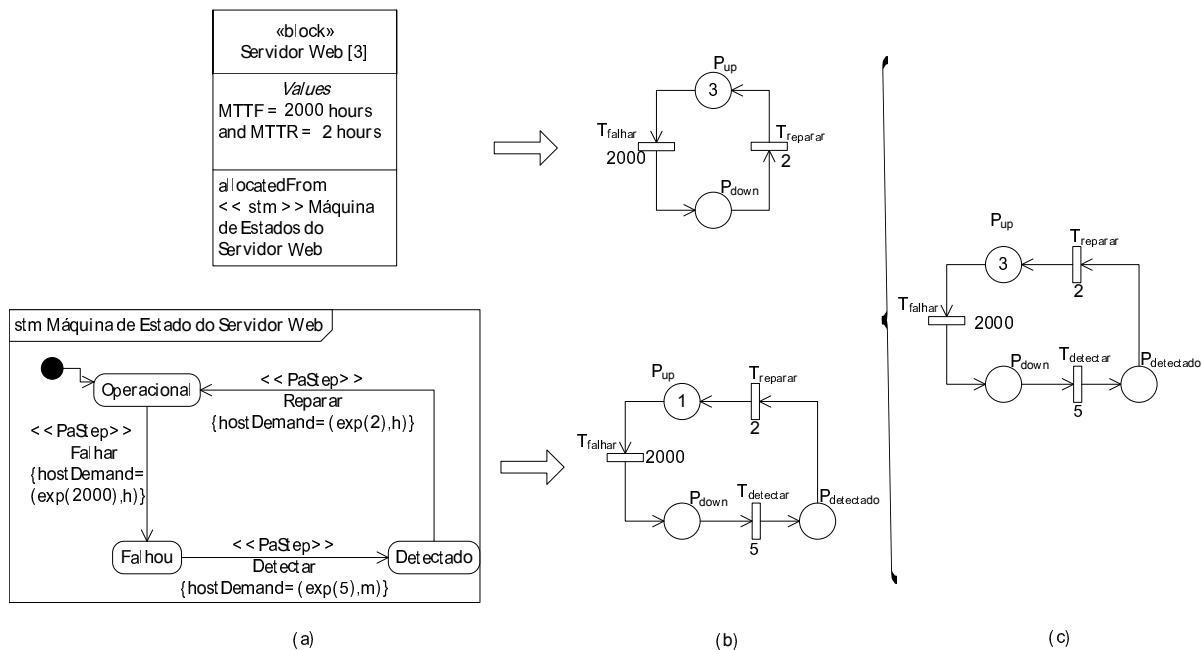 «block»
Servidor Web [3]
Values
MTTF = 2000 hours
and MTTR = 2 hours
allocatedFrom
<< stm >> Máquina
de Estados do
Servidor Web
stm Máquina de Estado do Servidor Web
Operacional
<<PaStep>>
Reparar
{hostDemand=(exp(2),h)}
<<PaStep>>
Falhar
{hostDemand=
(exp(2000),h)}
Falhou
<<PaStep>>
Detectar
{hostDemand=(exp(5),m)}
Detectado
(a)
Pup
3
Tfalhar
2000
Treparar
2
Pdown
Pup
1
Treparar
2
Tfalhar
2000
Pdown
Tdetectar
5
Pdetectado
(b)
Pup
3
Treparar
2
Tfalhar
2000
Pdown
Tdetectar
5
Pdetectado
(c)